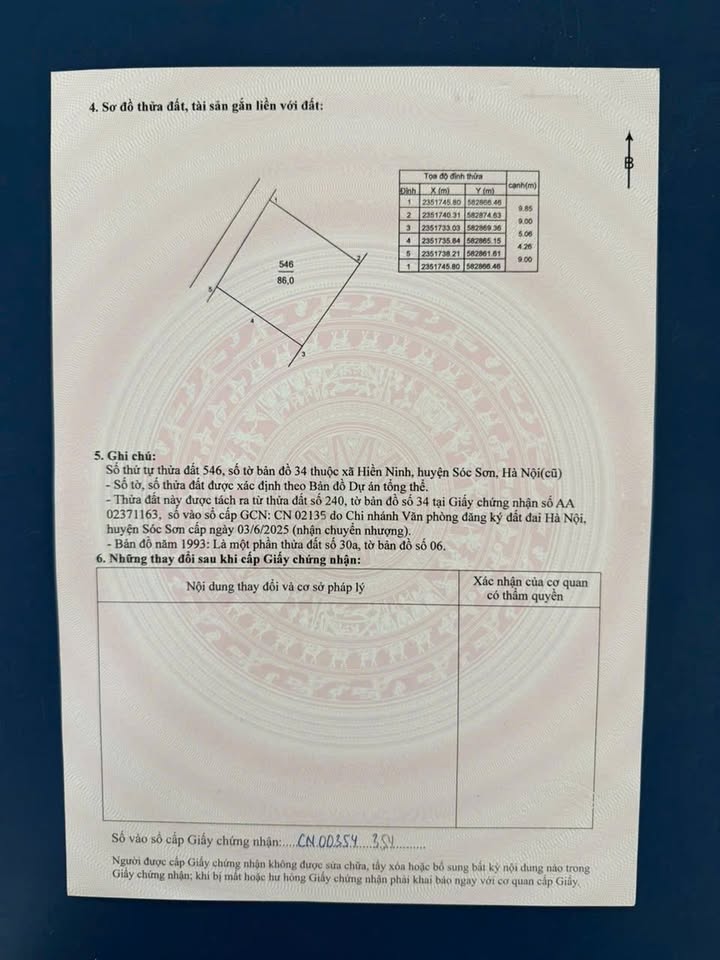 4. Sơ đồ thửa đất, tài sản gắn liền với đất:
B
Tọa độ đỉnh thửa
cạnh(m)
Đỉnh X (m) Y (m)
1 2351745.80 582866.46
9.85
2 2351740.31 582874.63
9.00
3 2351733.03 582869.36
5.06
4 2351735.84 582865.15
4.26
5 2351738.21 582861.61
9.00
1 2351745.80 582866.46
1
2
546
86,0
5
4
3
5. Ghi chú:
Số thứ tự thửa đất 546, số tờ bản đồ 34 thuộc xã Hiền Ninh, huyện Sóc Sơn, Hà Nội(cũ)
- Số tờ, số thửa đất được xác định theo Bản đồ Dự án tổng thể.
- Thửa đất này được tách ra từ thửa đất số 240, tờ bản đồ số 34 tại Giấy chứng nhận số AA
02371163, số vào sổ cấp GCN: CN 02135 do Chi nhánh Văn phòng đăng ký đất đai Hà Nội,
huyện Sóc Sơn cấp ngày 03/6/2025 (nhận chuyển nhượng).
- Bản đồ năm 1993: Là một phần thửa đất số 30a, tờ bản đồ số 06.
6. Những thay đổi sau khi cấp Giấy chứng nhận:
Nội dung thay đổi và cơ sở pháp lý
Xác nhận của cơ quan
có thẩm quyền
Số vào sổ cấp Giấy chứng nhận:....CN.00354...354..........
Người được cấp Giấy chứng nhận không được sửa chữa, tẩy xóa hoặc bổ sung bất kỳ nội dung nào trong
Giấy chứng nhận; khi bị mất hoặc hư hỏng Giấy chứng nhận phải khai báo ngay với cơ quan cấp Giấy.